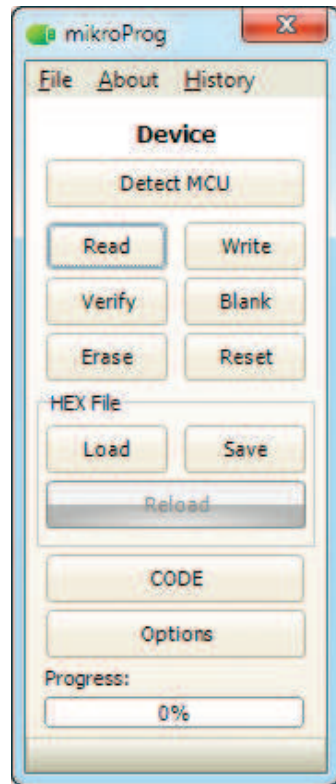 mikroProg
File About History
Device
Detect MCU
Read Write
Verify Blank
Erase Reset
HEX File
Load Save
Reload
CODE
Options
Progress:
0%